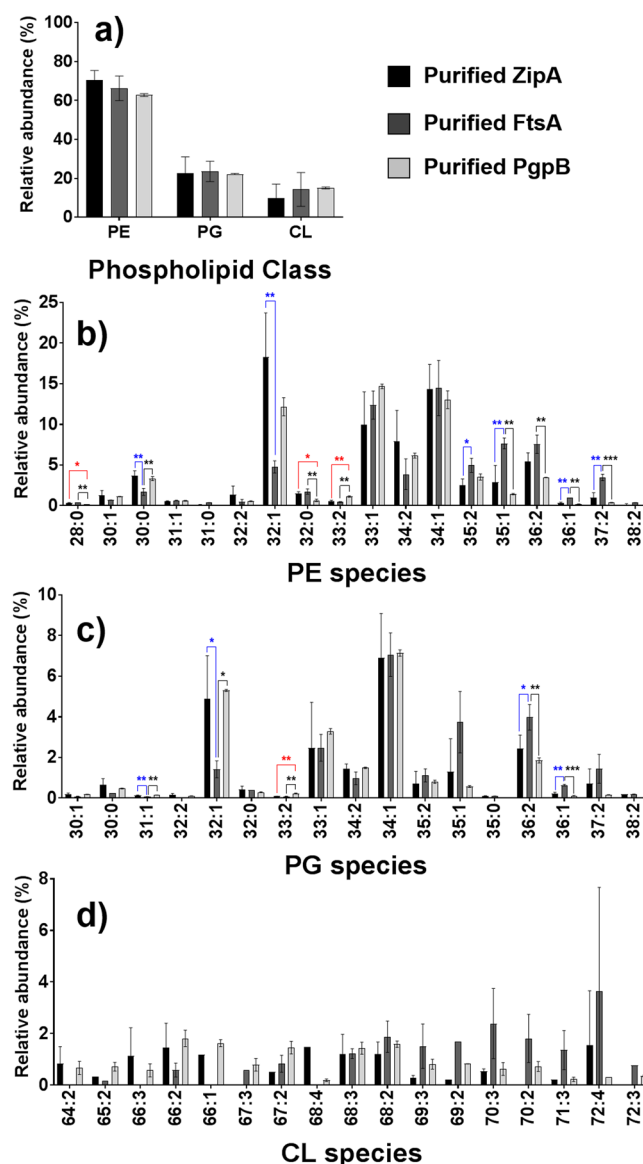 a)
Relative abundance (%)
100
80
60
40
20
0
PE PG CL
Phospholipid Class
Purified ZipA
Purified FtsA
Purified PgpB
b)
Relative abundance (%)
25
20
15
10
5
0
* ** ** ** ** * ** ** ** * ** ** ** ** ** ** ***
28:0 30:1 30:0 31:1 31:0 32:2 32:1 32:0 33:2 33:1 34:2 34:1 35:2 35:1 36:2 36:1 37:2 38:2
PE species
c)
Relative abundance (%)
10
8
6
4
2
0
** ** * * ** ** * ** ** ***
30:1 30:0 31:1 32:2 32:1 32:0 33:2 33:1 34:2 34:1 35:2 35:1 35:0 36:2 36:1 37:2 38:2
PG species
d)
Relative abundance (%)
8
6
4
2
0
64:2 65:2 66:3 66:2 66:1 67:3 67:2 68:4 68:3 68:2 69:3 69:2 70:3 70:2 71:3 72:4 72:3
CL species